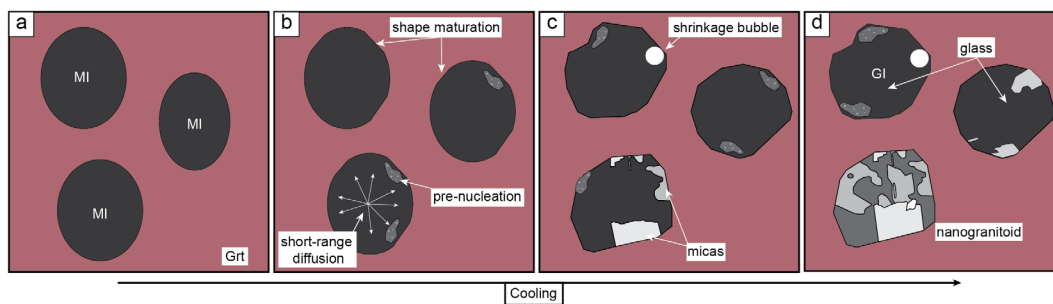 a
MI
MI
MI
Grt
b
shape maturation
pre-nucleation
short-range
diffusion
c
shrinkage bubble
micas
d
glass
GI
nanogranitoid
Cooling